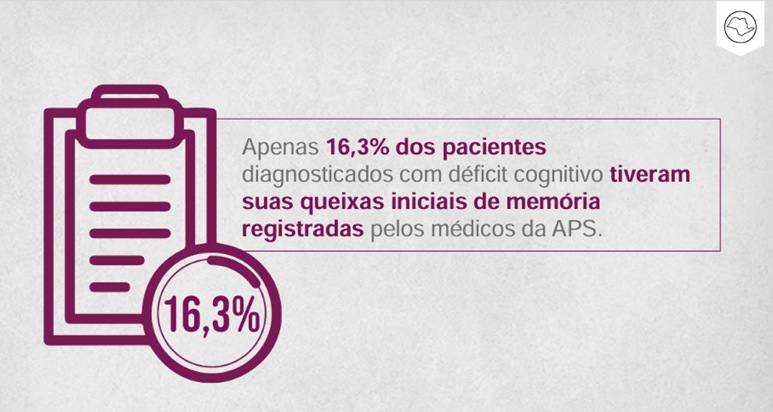 Apenas 16,3% dos pacientes
diagnosticados com déficit cognitivo tiveram
suas queixas iniciais de memória
registradas pelos médicos da APS.
16,3%